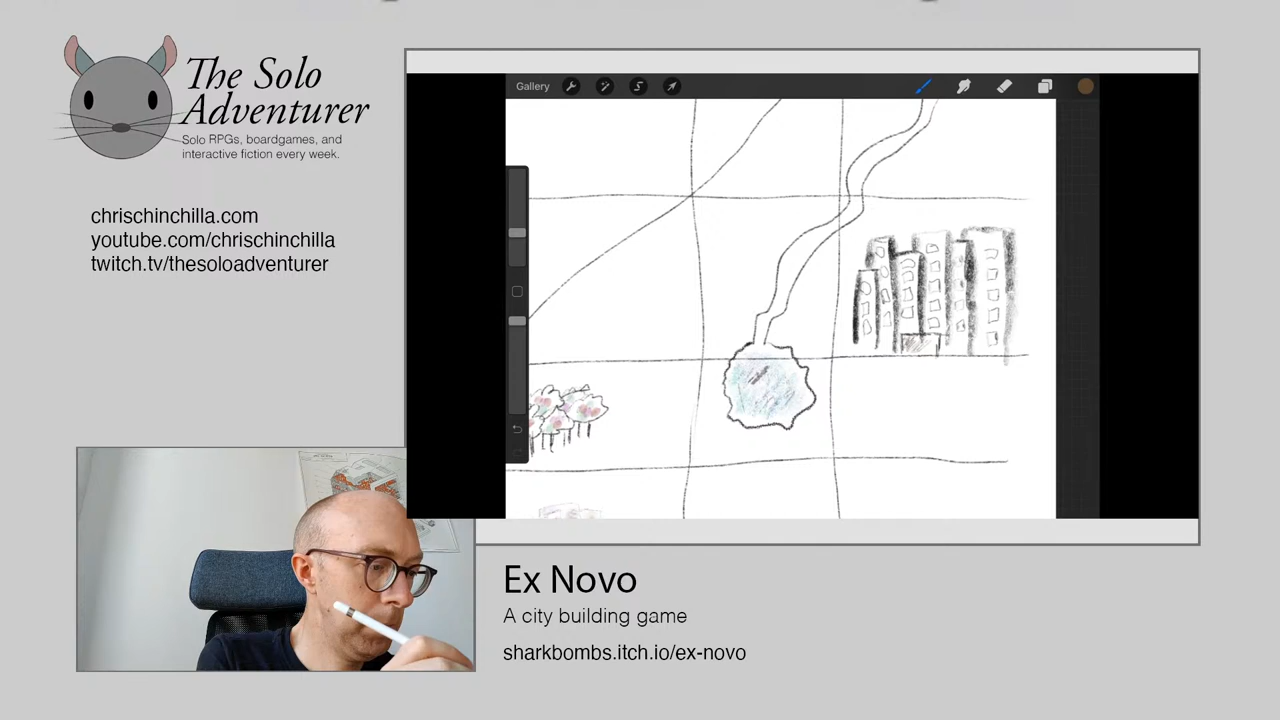 The Solo
Adventurer
Solo RPGs, boardgames, and
interactive fiction every week.
chrischinchilla.com
youtube.com/chrischinchilla
twitch.tv/thesoloadventurer
Gallery
Ex Novo
A city building game
sharkbombs.itch.io/ex-novo